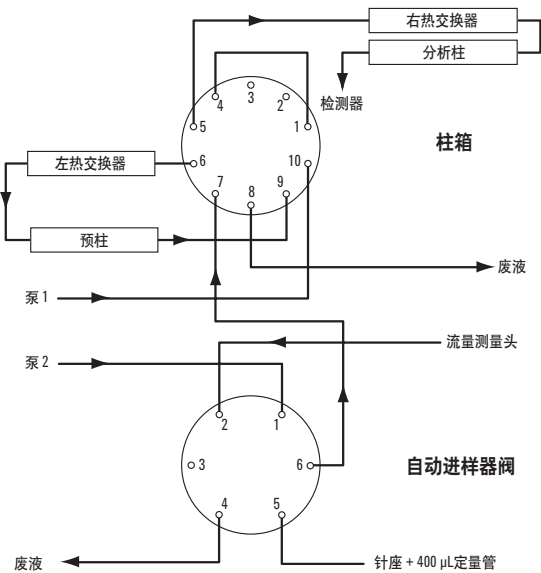 右热交换器
分析柱
检测器
4
3
2
5
1
柱箱
6
10
左热交换器
7
8
9
预柱
废液
泵 1
流量测量头
泵 2
2
1
3
6
自动进样器阀
4
5
废液
针座 + 400 µL定量管